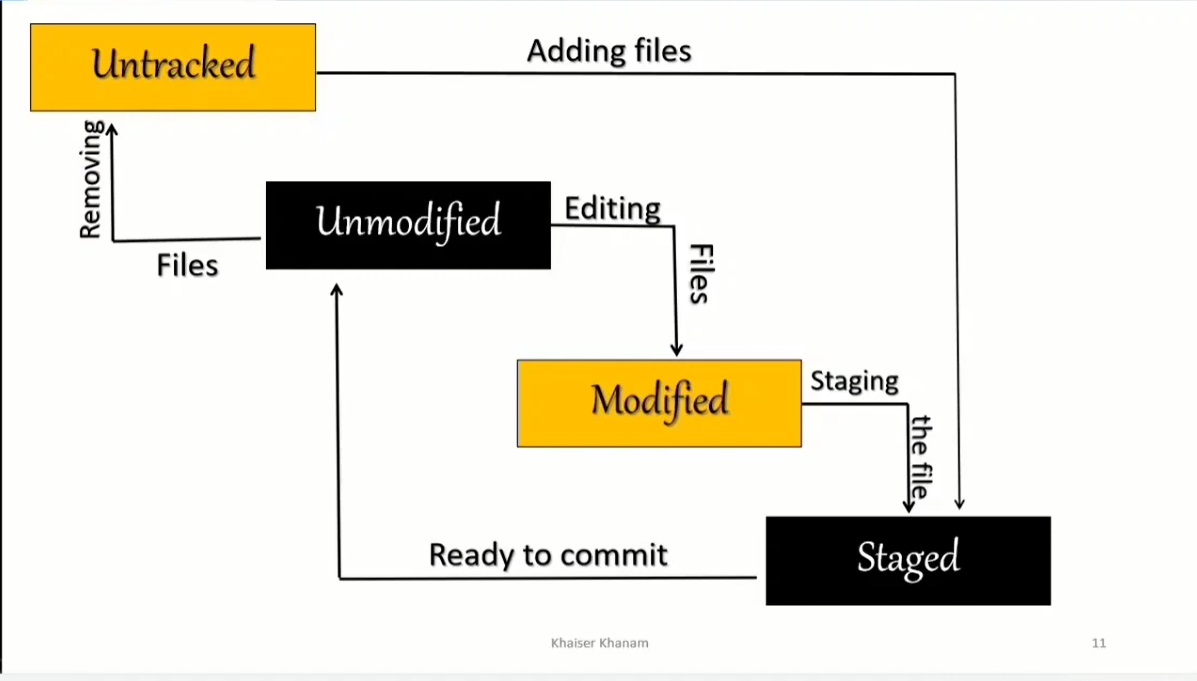 Untracked
Adding files
Removing
Files
Unmodified
Editing
Files
Modified
Staging
the file
Staged
Ready to commit
Khaiser Khanam
11